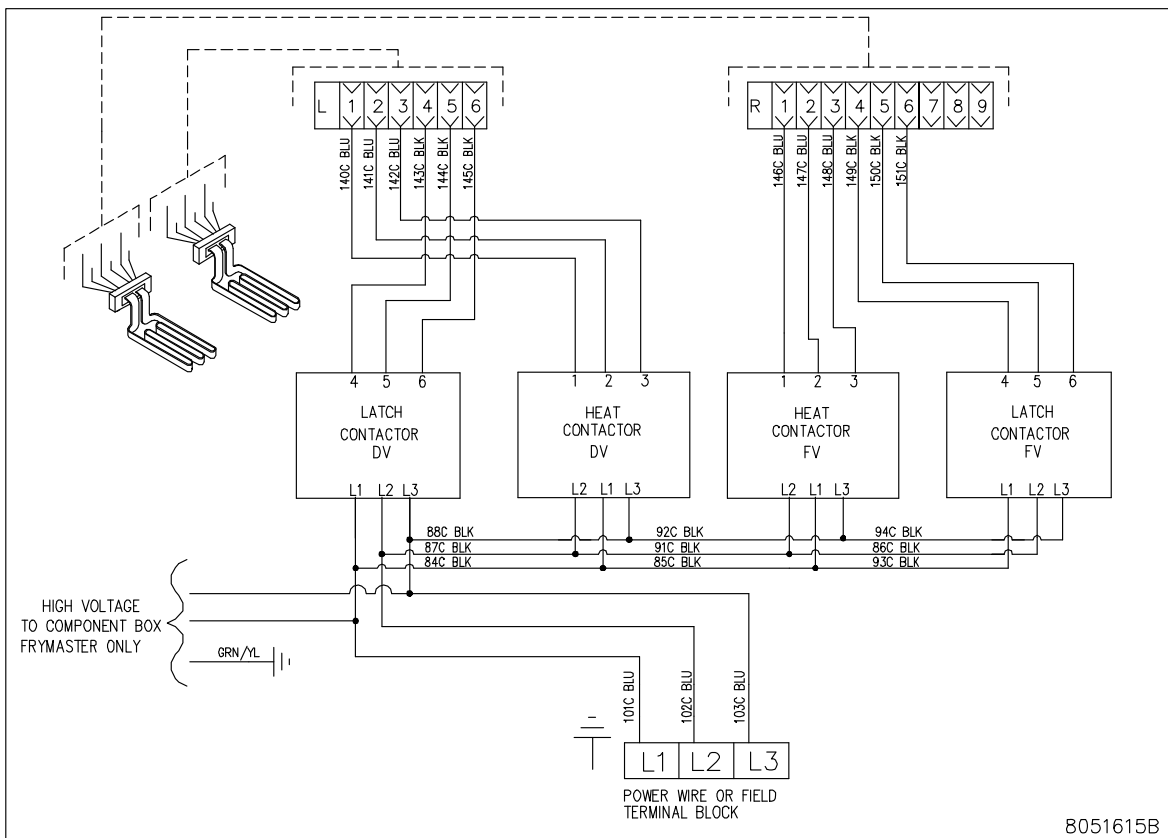 L 1 2 3 4 5 6
R 1 2 3 4 5 6 7 8 9
140C BLU
141C BLU
142C BLU
143C BLK
144C BLK
145C BLK
146C BLU
147C BLU
148C BLU
149C BLK
150C BLK
151C BLK
4 5 6
LATCH
CONTACTOR
DV
L1 L2 L3
1 2 3
HEAT
CONTACTOR
DV
L2 L1 L3
1 2 3
HEAT
CONTACTOR
FV
L2 L1 L3
4 5 6
LATCH
CONTACTOR
FV
L1 L2 L3
88C BLK 92C BLK 94C BLK
87C BLK 91C BLK 86C BLK
84C BLK 85C BLK 93C BLK
HIGH VOLTAGE
TO COMPONENT BOX
FRYMASTER ONLY
GRN/YL
101C BLU
102C BLU
103C BLU
L1 L2 L3
POWER WIRE OR FIELD
TERMINAL BLOCK
8051615B